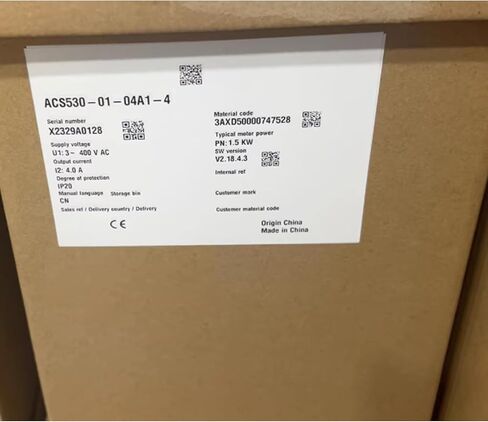 ACS530-01-04A1-4
Serial number
X2329A0128
Supply voltage
U1: 3~ 400 V AC
Output current
I2: 4.0 A
Degree of protection
IP20
Manual language Storage bin
CN
Sales ref / Delivery country / Delivery
CE
Material code
3AXD50000747528
Typical motor power
PN: 1.5 KW
SW version
V2.18.4.3
Internal ref
Customer mark
Customer material code
Origin China
Made in China